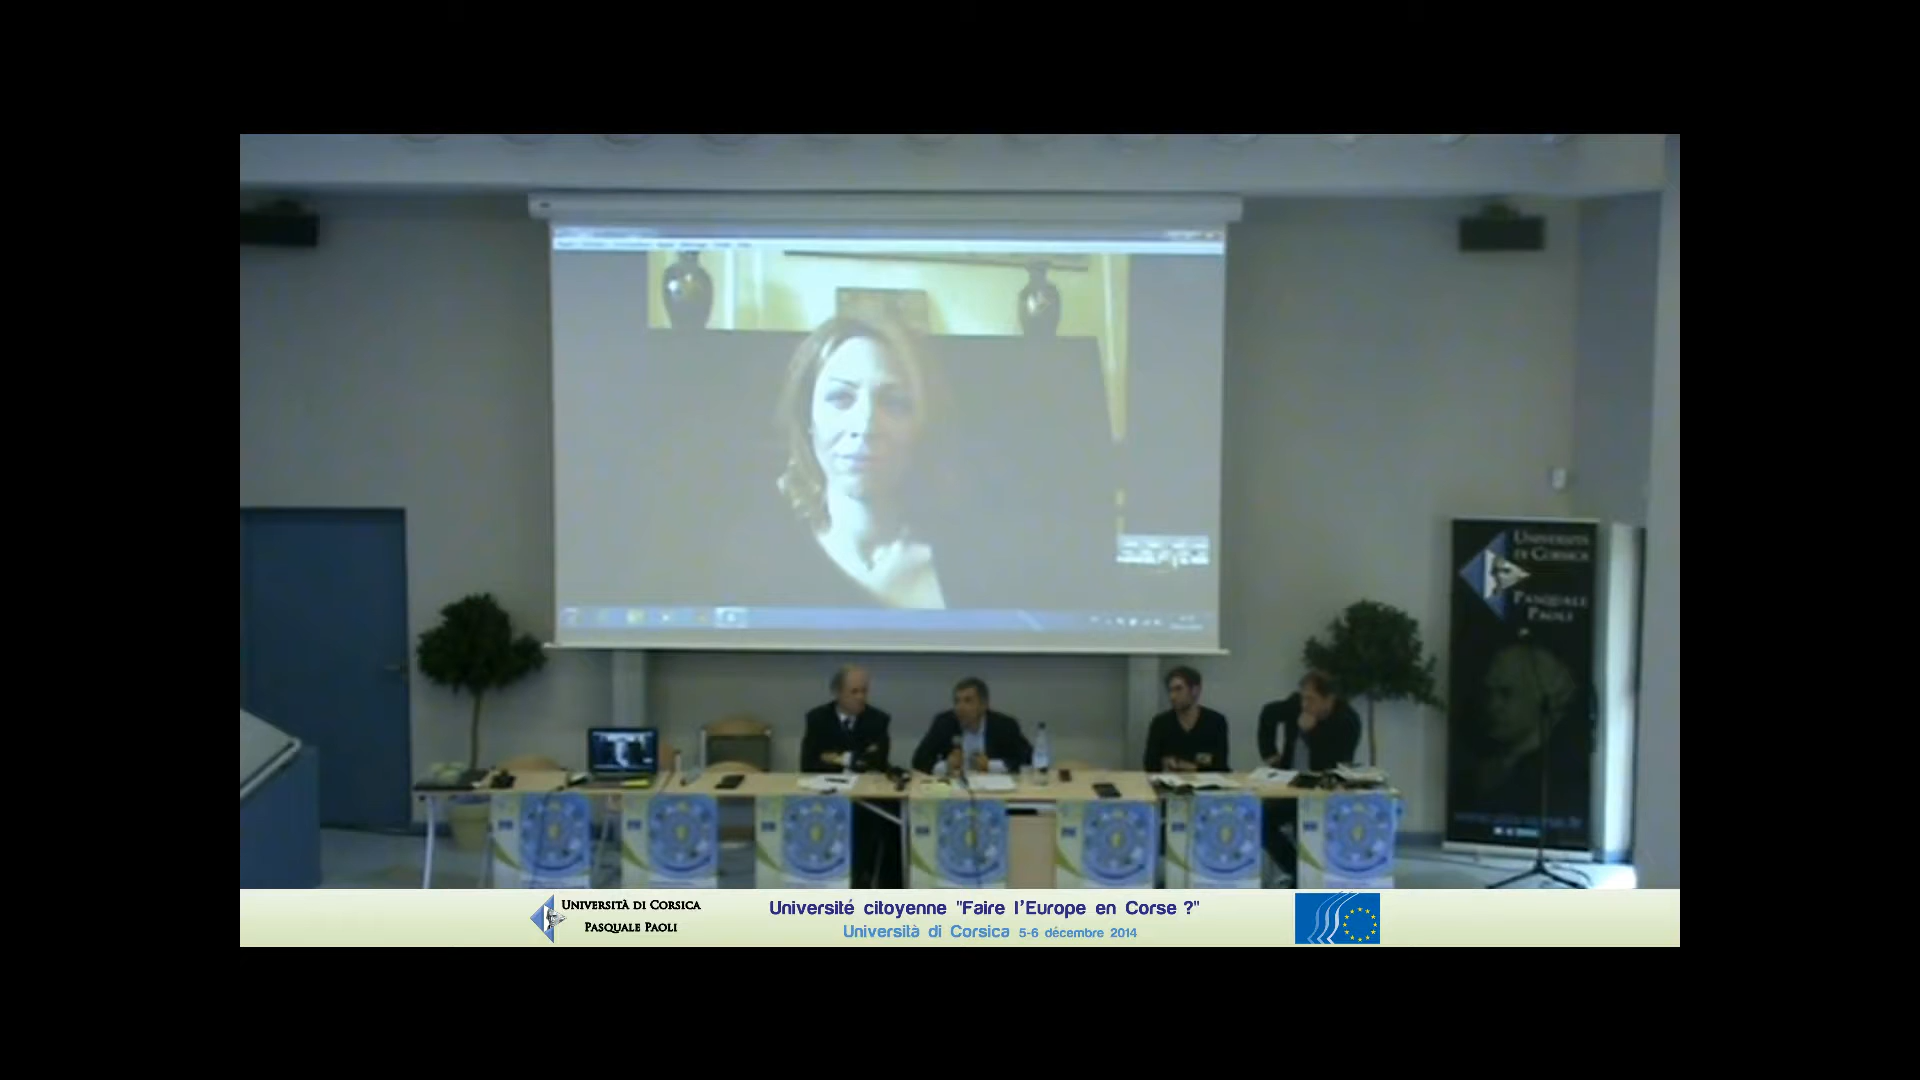 UNIVERSITÀ
DI CORSICA
PASQUALE
PAOLI
UNIVERSITÀ DI CORSICA
PASQUALE PAOLI
Université citoyenne "Faire l'Europe en Corse ?"
Università di Corsica 5-6 décembre 2014